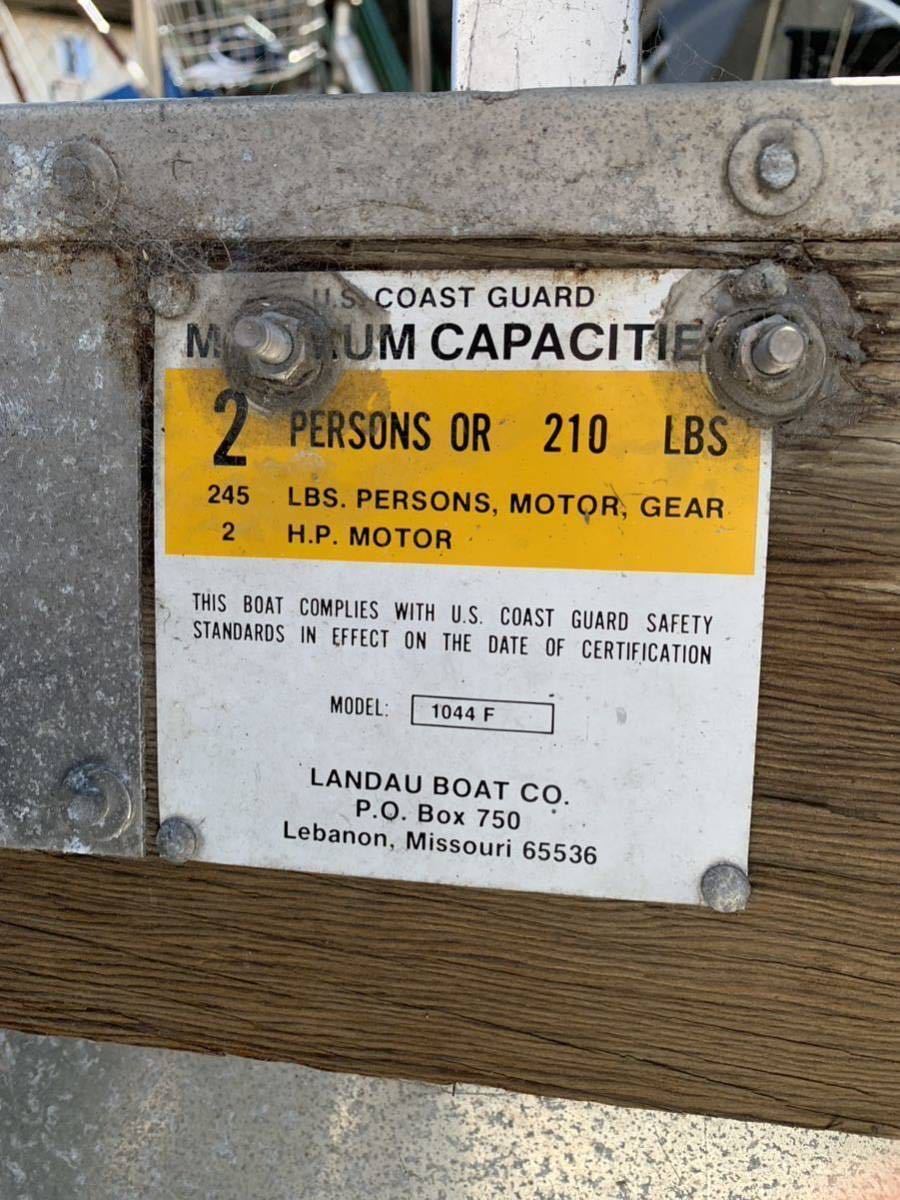 U.S. COAST GUARD
MAXIMUM CAPACITIE
2 PERSONS OR 210 LBS
245 LBS. PERSONS, MOTOR, GEAR
2 H.P. MOTOR
THIS BOAT COMPLIES WITH U.S. COAST GUARD SAFETY
STANDARDS IN EFFECT ON THE DATE OF CERTIFICATION
MODEL: 1044 F
LANDAU BOAT CO.
P.O. Box 750
Lebanon, Missouri 65536